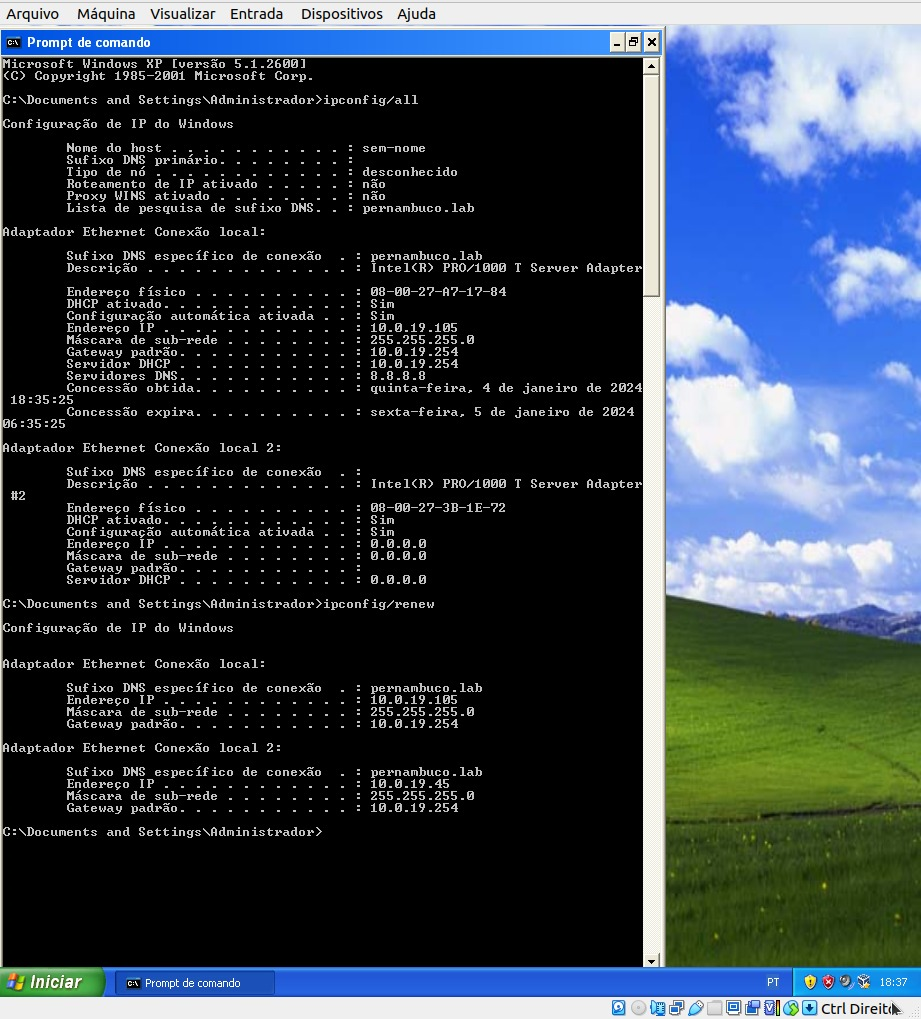 Arquivo Máquina Visualizar Entrada Dispositivos Ajuda
Prompt de comando
Microsoft Windows XP [versão 5.1.2600]
(C) Copyright 1985-2001 Microsoft Corp.
C:\Documents and Settings\Administrador>ipconfig/all
Configuração de IP do Windows
Nome do host . . . . . . . . . . . : sem-nome
Sufixo DNS primário. . . . . . . . :
Tipo de nó . . . . . . . . . . . . : desconhecido
Roteamento de IP ativado . . . . . : não
Proxy WINS ativado . . . . . . . . : não
Lista de pesquisa de sufixo DNS. . : pernambuco.lab
Adaptador Ethernet Conexão local:
Sufixo DNS específico de conexão  . : pernambuco.lab
Descrição . . . . . . . . . . . . . : Intel(R) PRO/1000 T Server Adapter
Endereço físico . . . . . . . . . . : 08-00-27-A7-17-84
DHCP ativado. . . . . . . . . . . . : Sim
Configuração automática ativada . . : Sim
Endereço IP . . . . . . . . . . . . : 10.0.19.105
Máscara de sub-rede . . . . . . . . : 255.255.255.0
Gateway padrão. . . . . . . . . . . : 10.0.19.254
Servidor DHCP . . . . . . . . . . . : 10.0.19.254
Servidores DNS. . . . . . . . . . . : 8.8.8.8
Concessão obtida. . . . . . . . . . : quinta-feira, 4 de janeiro de 2024
18:35:25
Concessão expira. . . . . . . . . . : sexta-feira, 5 de janeiro de 2024
06:35:25
Adaptador Ethernet Conexão local 2:
Sufixo DNS específico de conexão  . :
Descrição . . . . . . . . . . . . . : Intel(R) PRO/1000 T Server Adapter
#2
Endereço físico . . . . . . . . . . : 08-00-27-3B-1E-72
DHCP ativado. . . . . . . . . . . . : Sim
Configuração automática ativada . . : Sim
Endereço IP . . . . . . . . . . . . : 0.0.0.0
Máscara de sub-rede . . . . . . . . : 0.0.0.0
Gateway padrão. . . . . . . . . . . :
Servidor DHCP . . . . . . . . . . . : 0.0.0.0
C:\Documents and Settings\Administrador>ipconfig/renew
Configuração de IP do Windows
Adaptador Ethernet Conexão local:
Sufixo DNS específico de conexão  . : pernambuco.lab
Endereço IP . . . . . . . . . . . . : 10.0.19.105
Máscara de sub-rede . . . . . . . . : 255.255.255.0
Gateway padrão. . . . . . . . . . . : 10.0.19.254
Adaptador Ethernet Conexão local 2:
Sufixo DNS específico de conexão  . : pernambuco.lab
Endereço IP . . . . . . . . . . . . : 10.0.19.45
Máscara de sub-rede . . . . . . . . : 255.255.255.0
Gateway padrão. . . . . . . . . . . : 10.0.19.254
C:\Documents and Settings\Administrador>
Iniciar Prompt de comando PT 18:37
Ctrl Direito